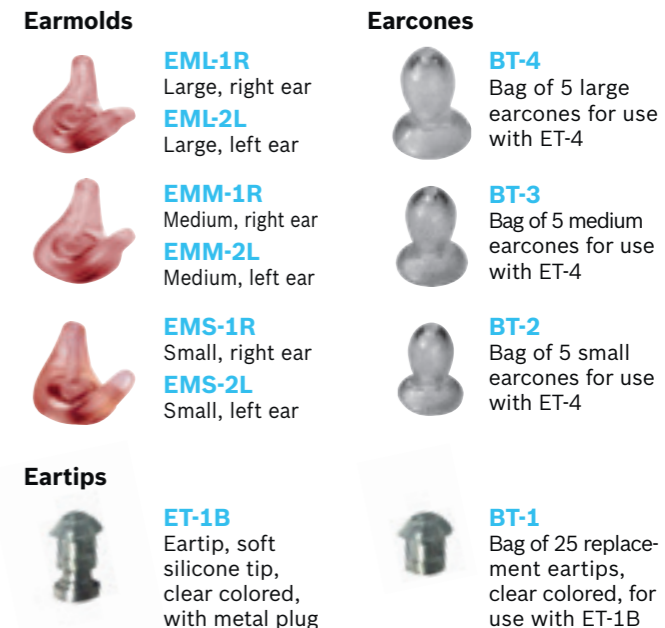 Earmolds
EML-1R
Large, right ear
EML-2L
Large, left ear
EMM-1R
Medium, right ear
EMM-2L
Medium, left ear
EMS-1R
Small, right ear
EMS-2L
Small, left ear
Earcones
BT-4
Bag of 5 large
earcones for use
with ET-4
BT-3
Bag of 5 medium
earcones for use
with ET-4
BT-2
Bag of 5 small
earcones for use
with ET-4
Eartips
ET-1B
Eartip, soft
silicone tip,
clear colored,
with metal plug
BT-1
Bag of 25 replace-
ment eartips,
clear colored, for
use with ET-1B